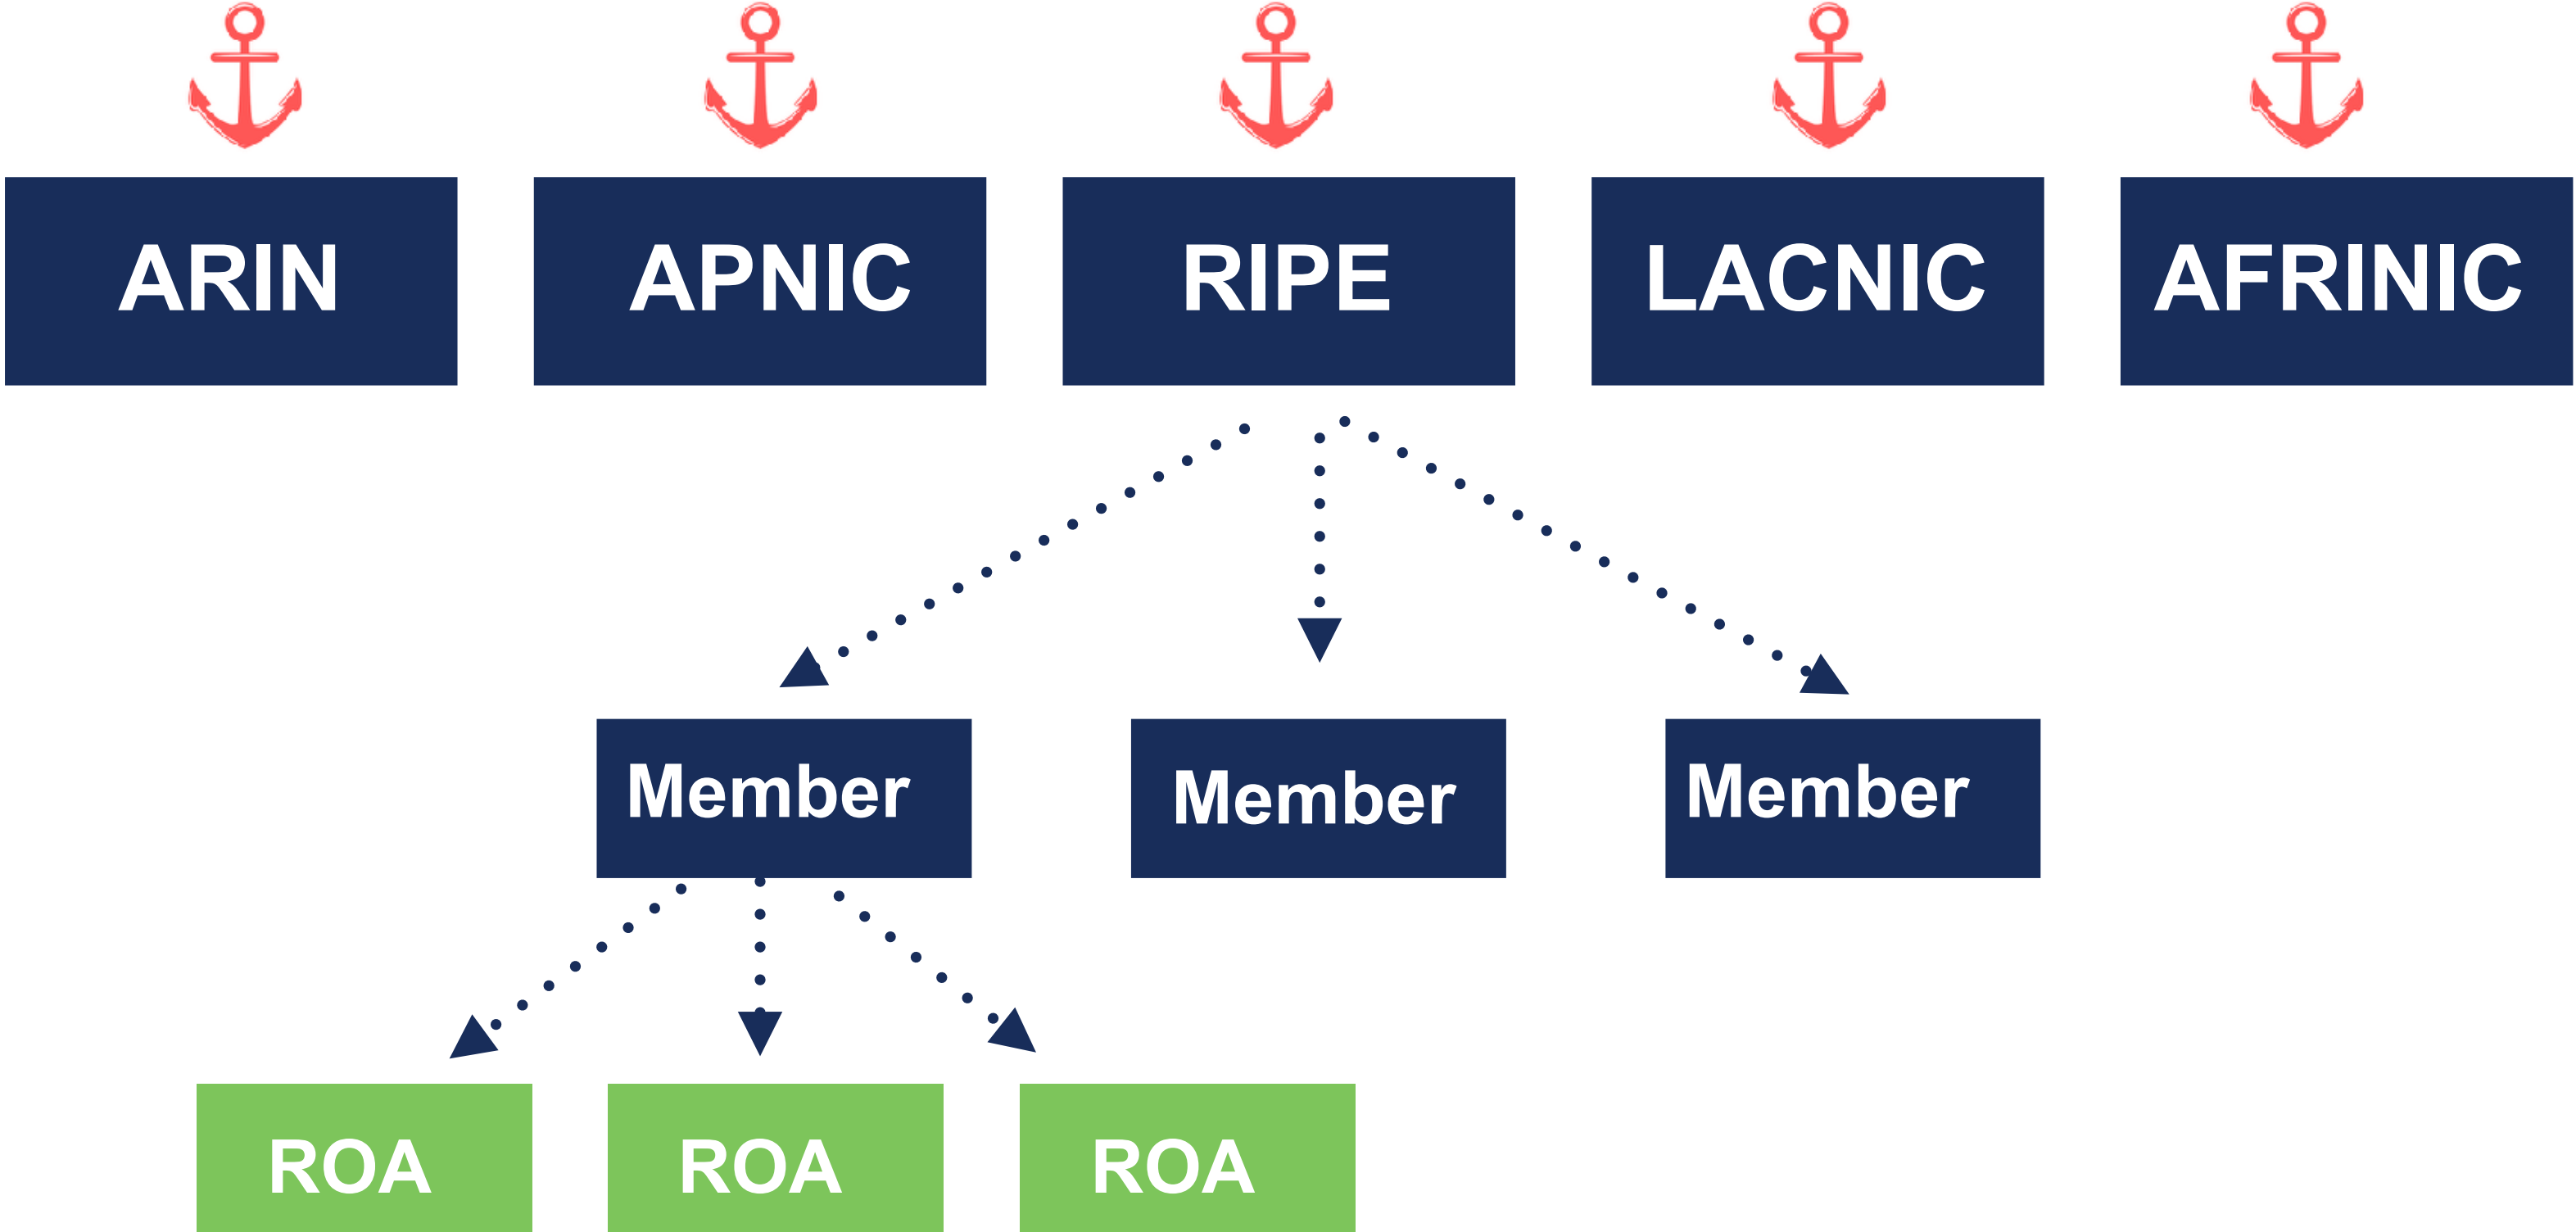 ARIN
APNIC
RIPE
LACNIC
AFRINIC
Member
Member
Member
ROA
ROA
ROA